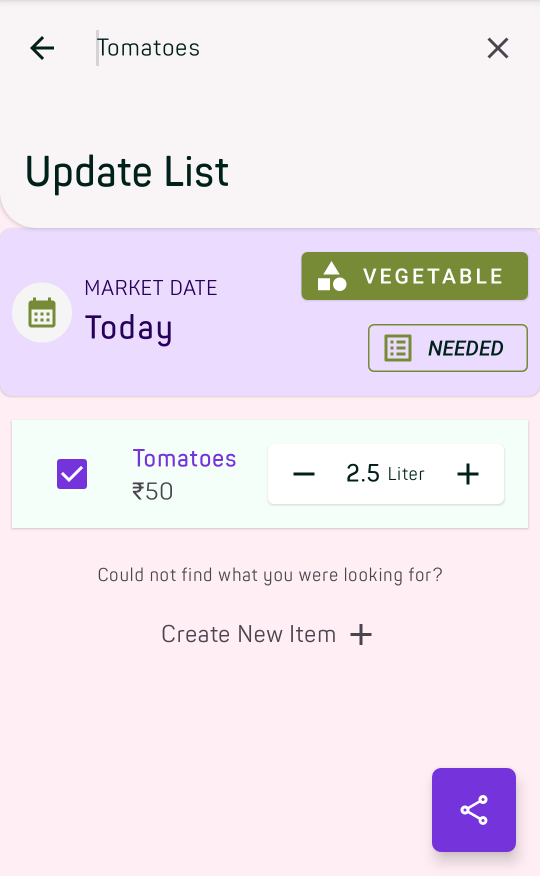 Tomatoes
Update List
MARKET DATE
Today
VEGETABLE
NEEDED
Tomatoes
₹50
2.5 Liter
Could not find what you were looking for?
Create New Item